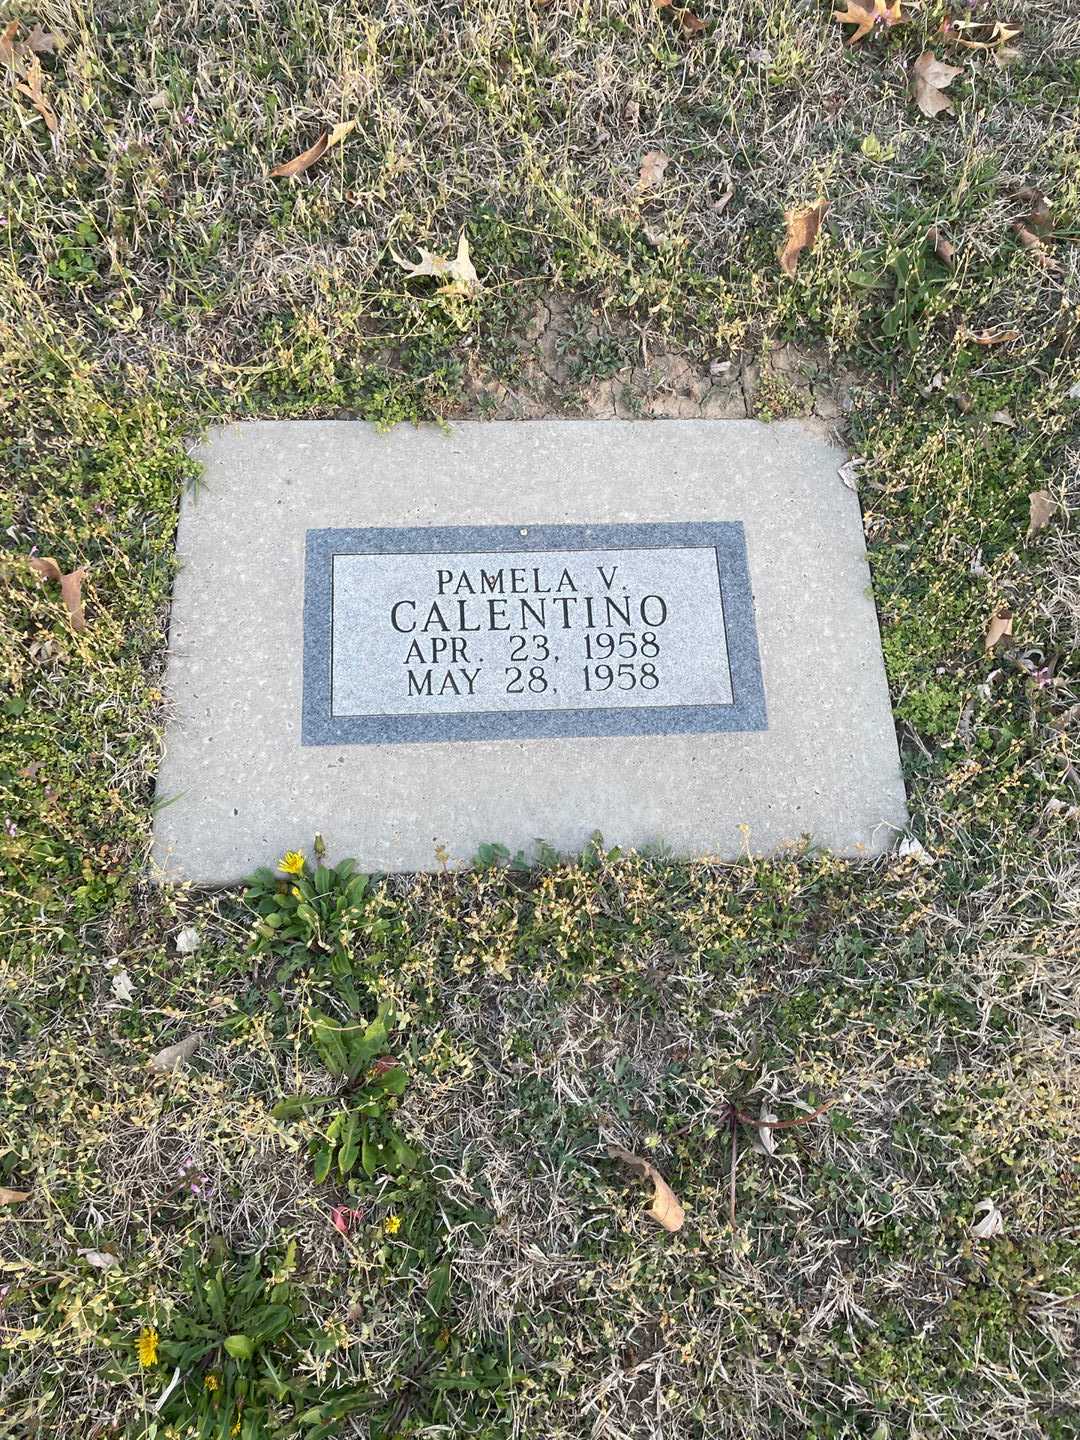 PAMELA V.
CALENTINO
APR. 23, 1958
MAY 28, 1958